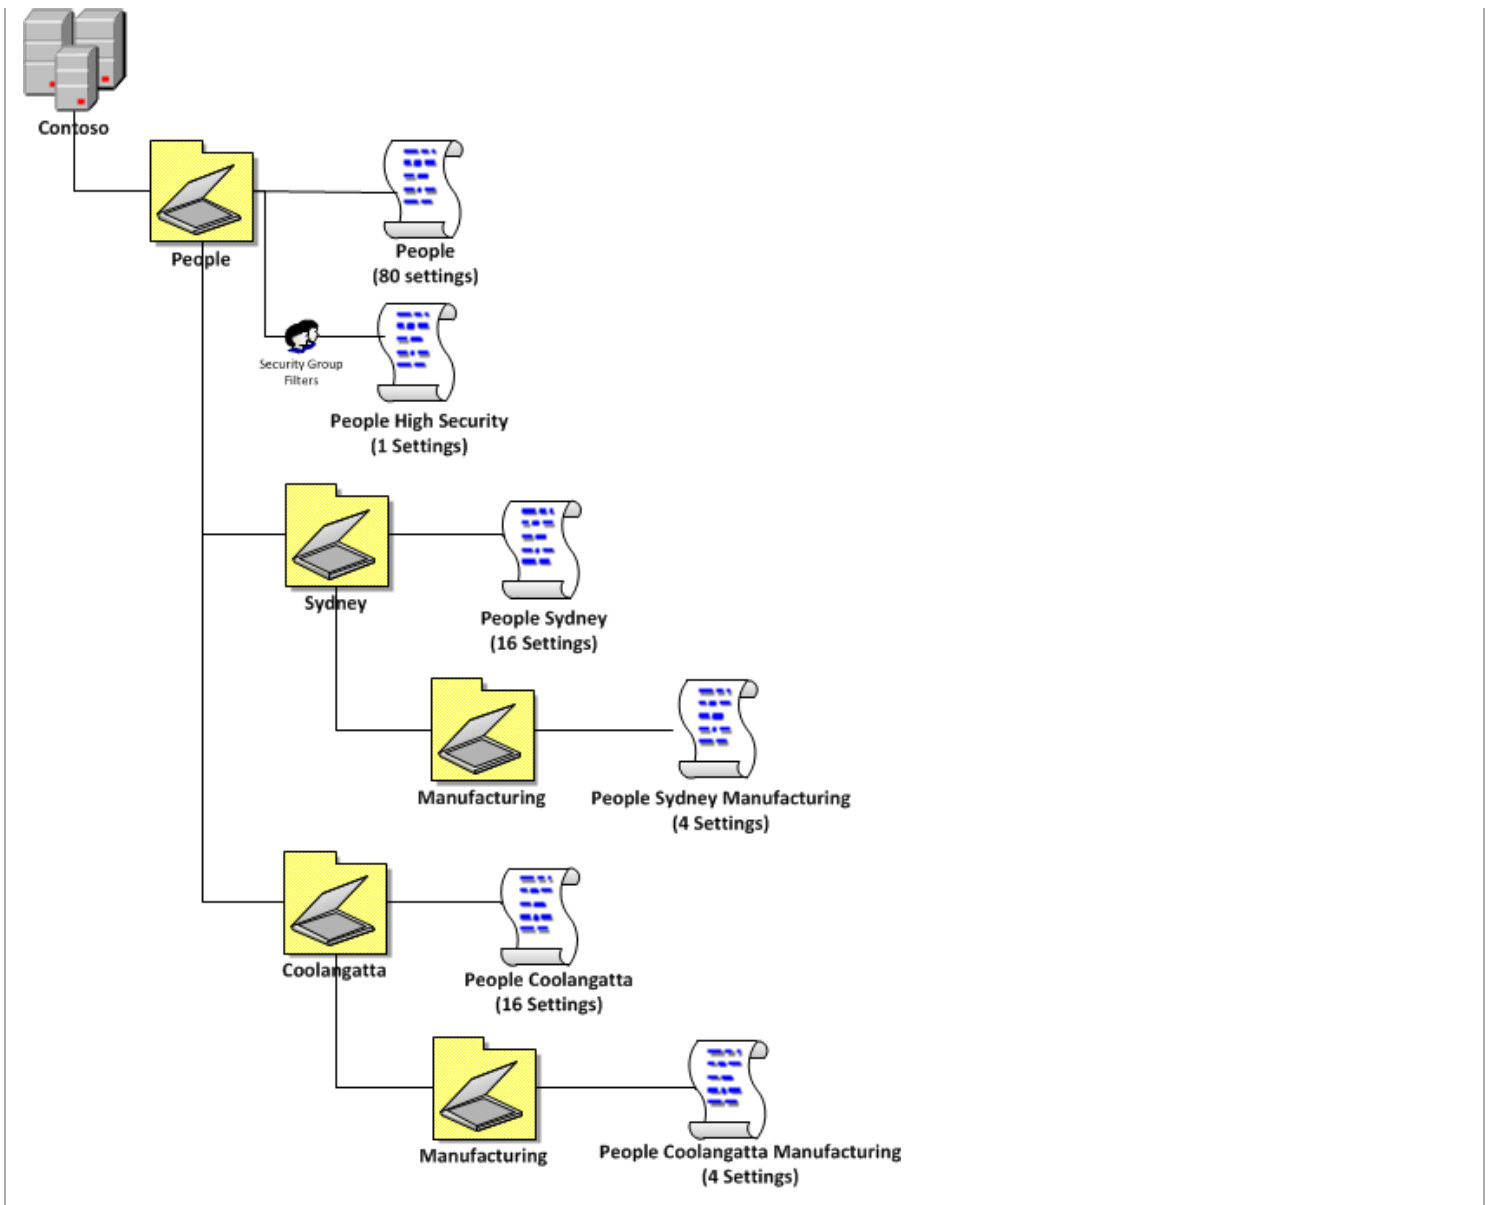 Contoso
People
People
(80 settings)
Security Group
Filters
People High Security
(1 Settings)
Sydney
People Sydney
(16 Settings)
Manufacturing
People Sydney Manufacturing
(4 Settings)
Coolangatta
People Coolangatta
(16 Settings)
Manufacturing
People Coolangatta Manufacturing
(4 Settings)